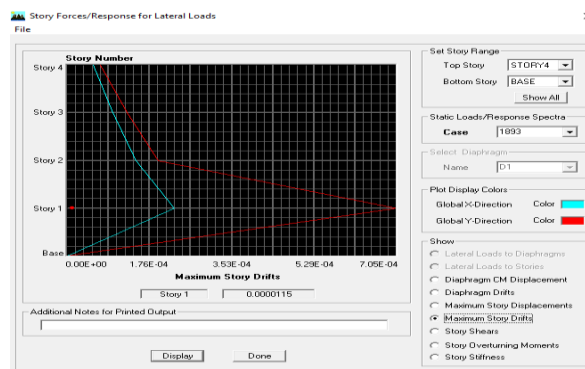 Story Forces/Response for Lateral Loads
File
Story Number
Story 4
Story 3
Story 2
Story 1
Base
0.00E+00 1.76E-04 3.53E-04 5.29E-04 7.05E-04
Maximum Story Drifts
Story 1 0.0000115
Additional Notes for Printed Output
Display Done
Set Story Range
Top Story STORY4
Bottom Story BASE
Show All
Static Loads/Response Spectra
Case 1893
Select Diaphragm
Name D1
Plot Display Colors
Global X-Direction Color
Global Y-Direction Color
Show
Lateral Loads to Diaphragms
Lateral Loads to Stories
Diaphragm CM Displacement
Diaphragm Drifts
Maximum Story Displacements
Maximum Story Drifts
Story Shears
Story Overturning Moments
Story Stiffness